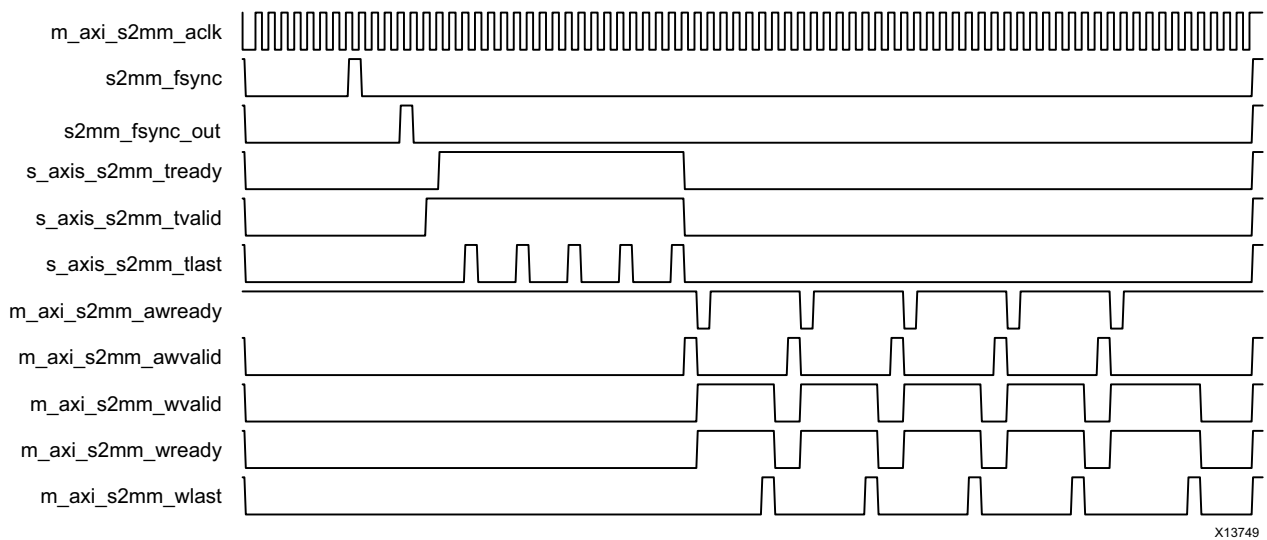 m_axi_s2mm_aclk
s2mm_fsync
s2mm_fsync_out
s_axis_s2mm_tready
s_axis_s2mm_tvalid
s_axis_s2mm_tlast
m_axi_s2mm_awready
m_axi_s2mm_awvalid
m_axi_s2mm_wvalid
m_axi_s2mm_wready
m_axi_s2mm_wlast
X13749